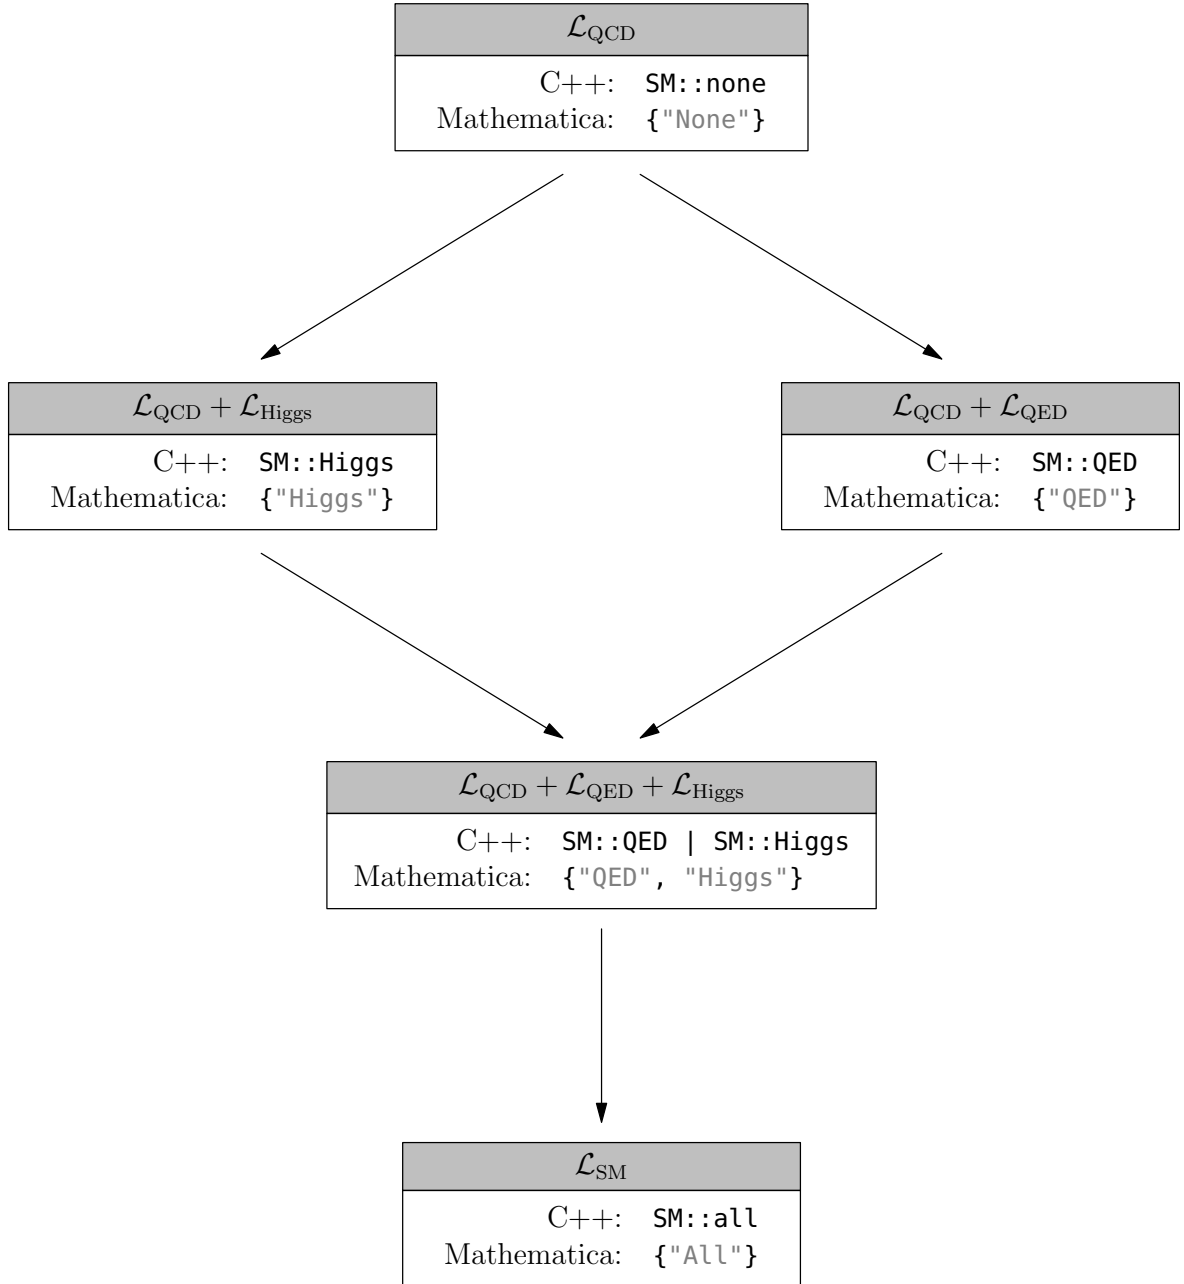 ℒ_QCD
C++: SM::none
Mathematica: {"None"}
ℒ_QCD + ℒ_Higgs
C++: SM::Higgs
Mathematica: {"Higgs"}
ℒ_QCD + ℒ_QED
C++: SM::QED
Mathematica: {"QED"}
ℒ_QCD + ℒ_QED + ℒ_Higgs
C++: SM::QED | SM::Higgs
Mathematica: {"QED", "Higgs"}
ℒ_SM
C++: SM::all
Mathematica: {"All"}